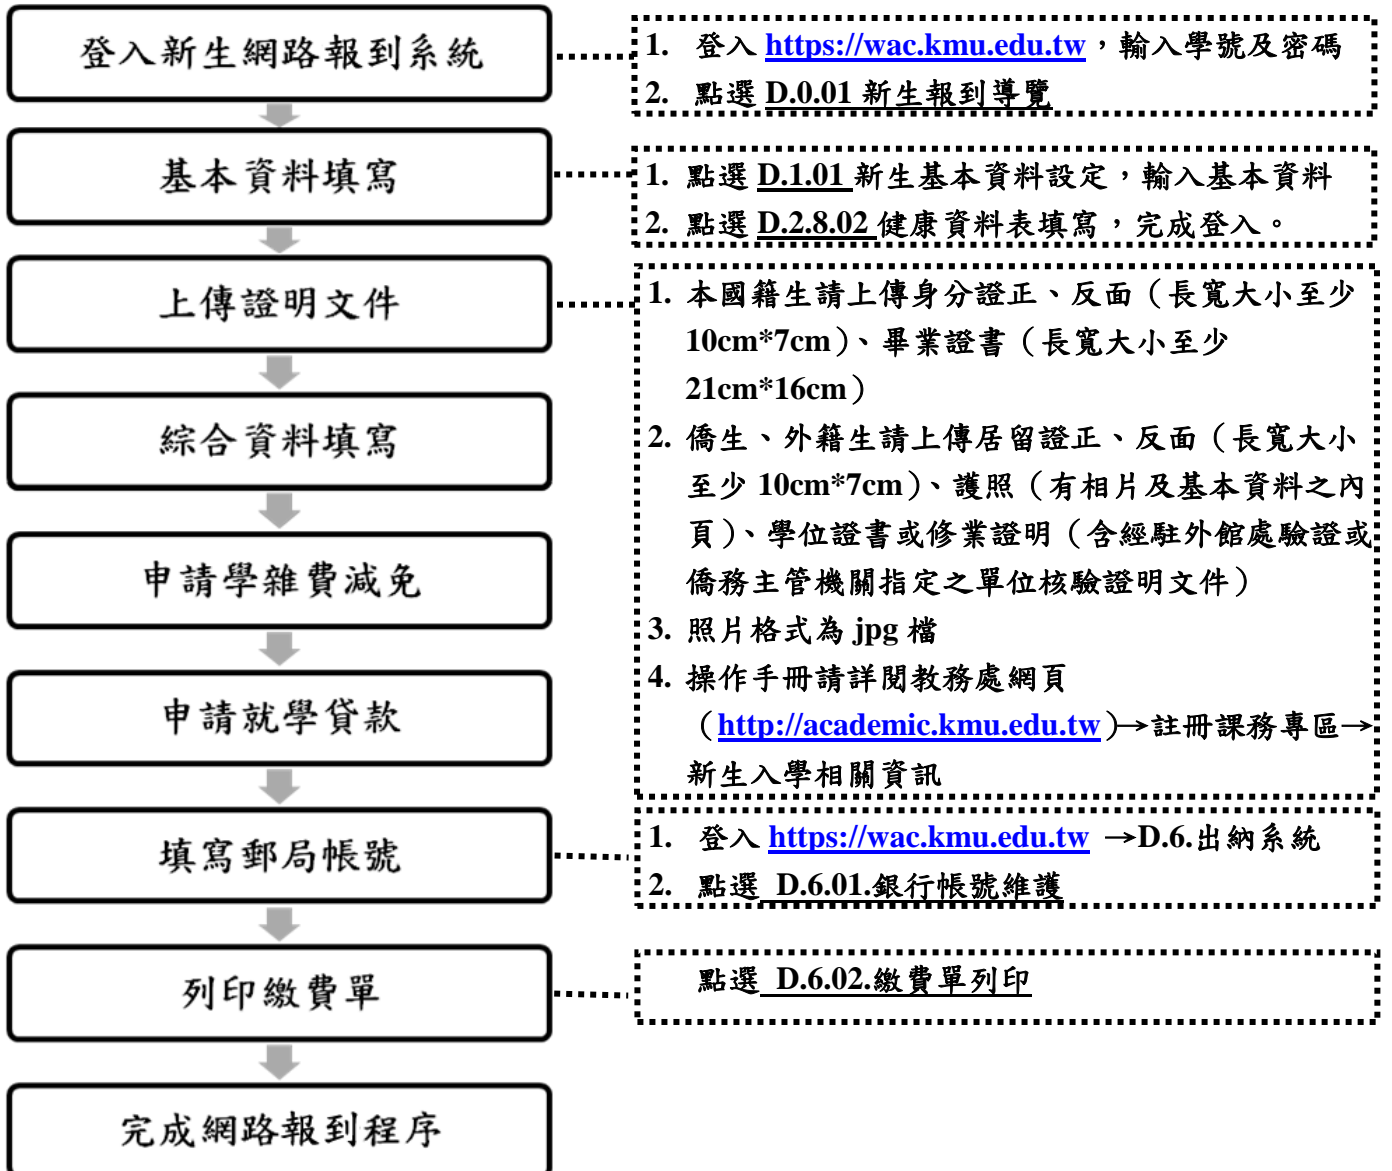 登入新生網路報到系統
1. 登入 https://wac.kmu.edu.tw，輸入學號及密碼
2. 點選 D.0.01 新生報到導覽
基本資料填寫
1. 點選 D.1.01 新生基本資料設定，輸入基本資料
2. 點選 D.2.8.02 健康資料表填寫，完成登入。
上傳證明文件
1. 本國籍生請上傳身分證正、反面（長寬大小至少
10cm*7cm）、畢業證書（長寬大小至少
21cm*16cm）
2. 僑生、外籍生請上傳居留證正、反面（長寬大小
至少 10cm*7cm）、護照（有相片及基本資料之內
頁）、學位證書或修業證明（含經駐外館處驗證或
僑務主管機關指定之單位核驗證明文件）
3. 照片格式為 jpg 檔
4. 操作手冊請詳閱教務處網頁
（http://academic.kmu.edu.tw）→註冊課務專區→
新生入學相關資訊
綜合資料填寫
申請學雜費減免
申請就學貸款
填寫郵局帳號
1. 登入 https://wac.kmu.edu.tw →D.6.出納系統
2. 點選 D.6.01.銀行帳號維護
列印繳費單
點選 D.6.02.繳費單列印
完成網路報到程序